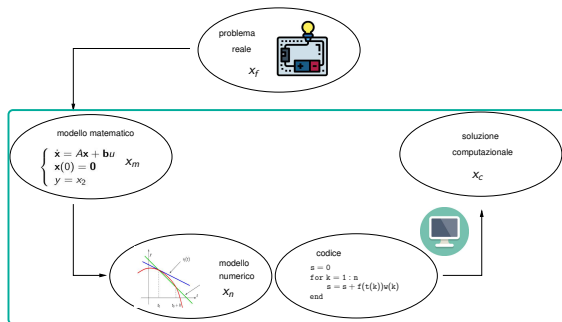 problema
reale
x_f
modello matematico
ẋ = Ax + bu
x(0) = 0
y = x_2
x_m
soluzione
computazionale
x_c
modello
numerico
x_n
codice
s = 0
for k = 1 : n
s = s + f(t(k))w(k)
end